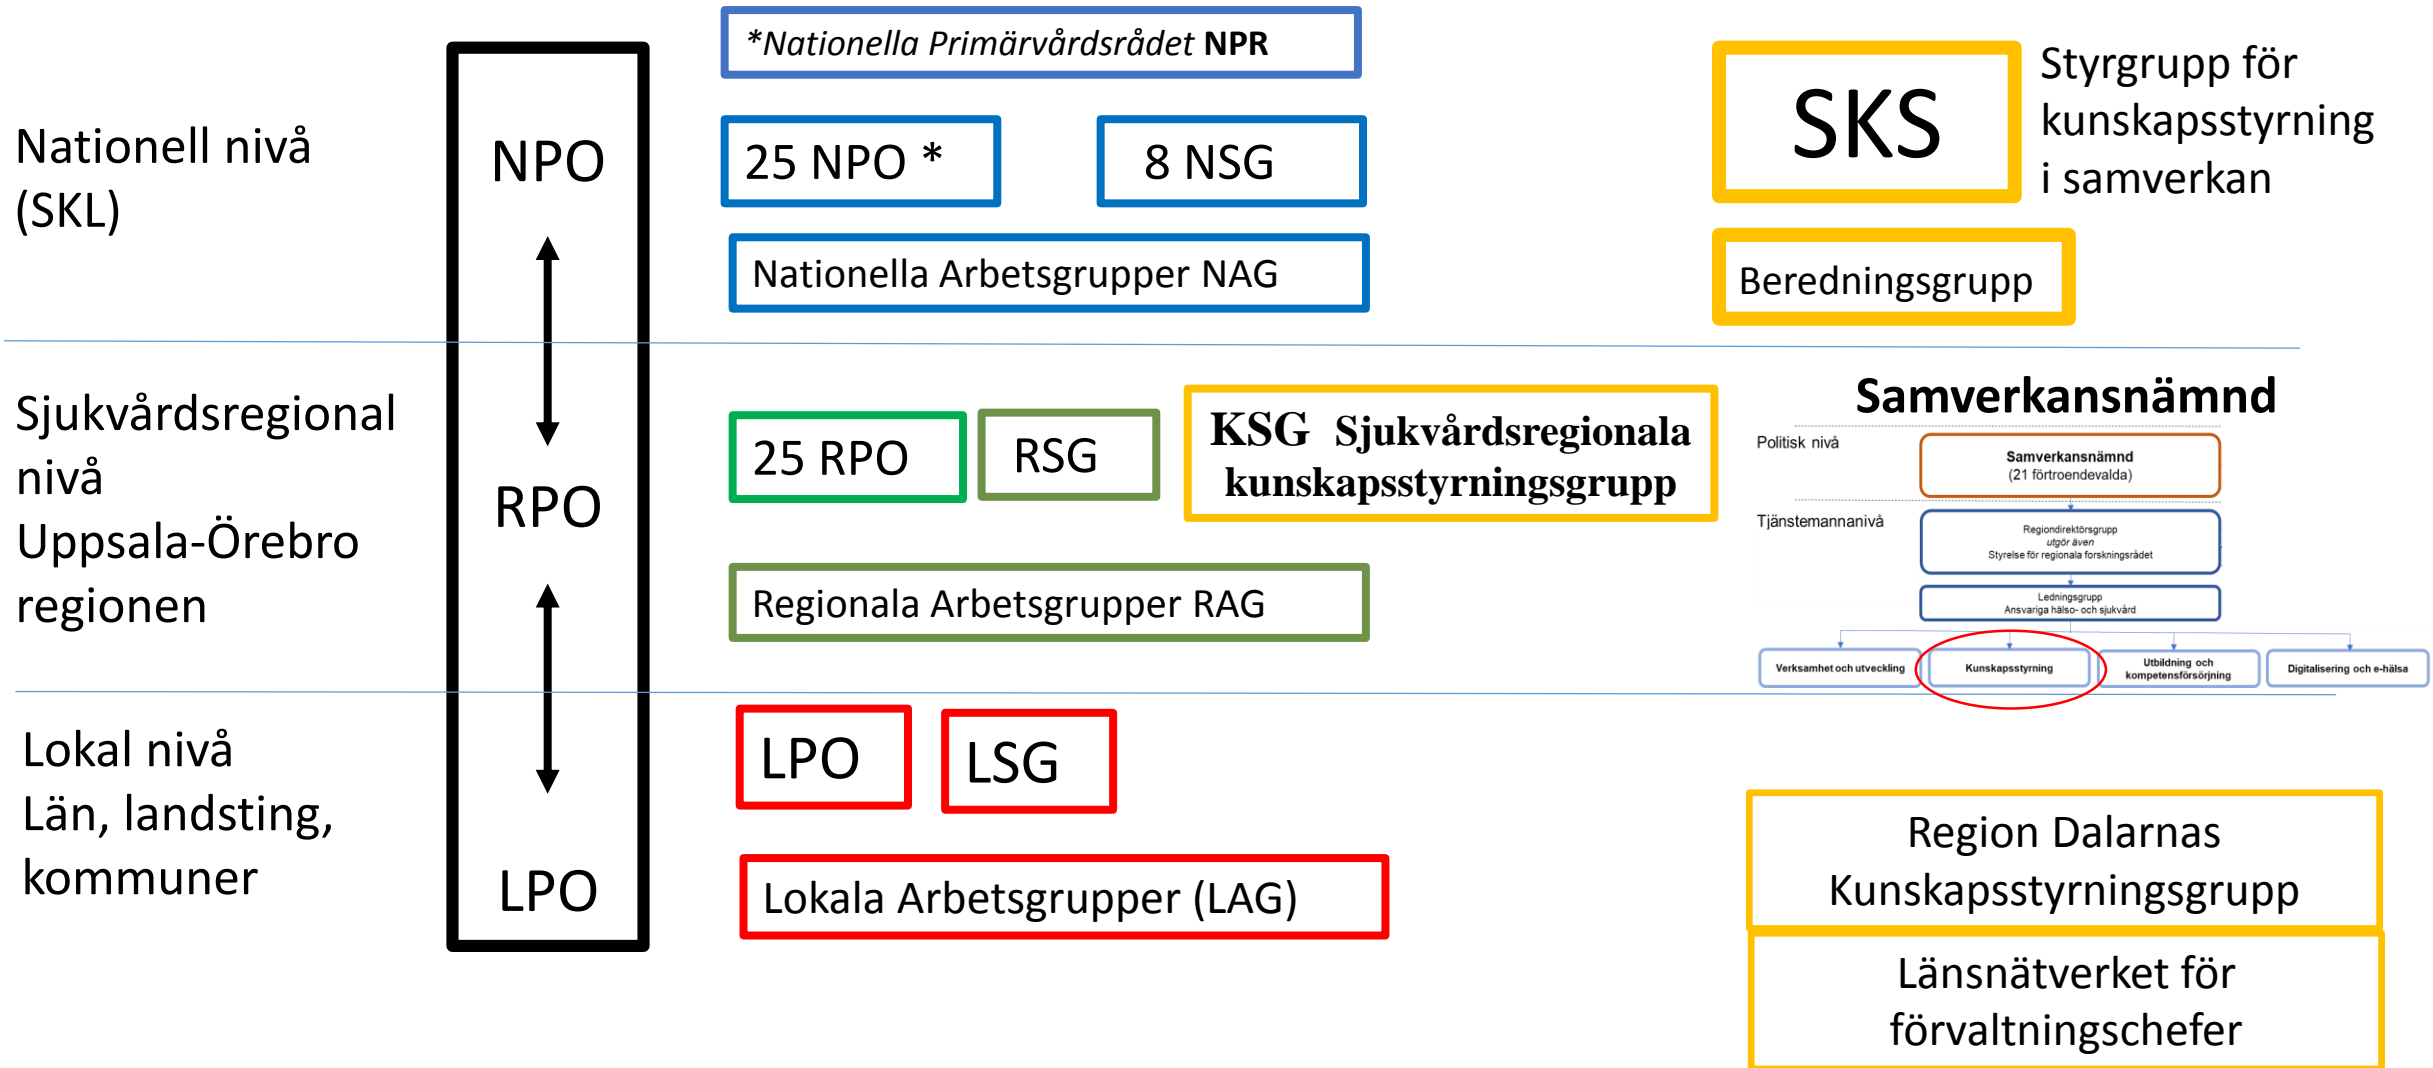 *Nationella Primärvårdsrådet NPR
Nationell nivå
(SKL)
NPO
25 NPO *
8 NSG
Nationella Arbetsgrupper NAG
SKS
Styrgrupp för
kunskapsstyrning
i samverkan
Beredningsgrupp
Sjukvårdsregional
nivå
Uppsala-Örebro
regionen
RPO
25 RPO
RSG
KSG Sjukvårdsregionala
kunskapsstyrningsgrupp
Regionala Arbetsgrupper RAG
Samverkansnämnd
Politisk nivå
Samverkansnämnd
(21 förtroendevalda)
Tjänstemannanivå
Regiondirektörsgrupp
utgör även
Styrelse för regionala forskningsrådet
Ledningsgrupp
Ansvariga hälso- och sjukvård
Verksamhet och utveckling
Kunskapsstyrning
Utbildning och
kompetensförsörjning
Digitalisering och e-hälsa
Lokal nivå
Län, landsting,
kommuner
LPO
LPO
LSG
Lokala Arbetsgrupper (LAG)
Region Dalarnas
Kunskapsstyrningsgrupp
Länsnätverket för
förvaltningschefer